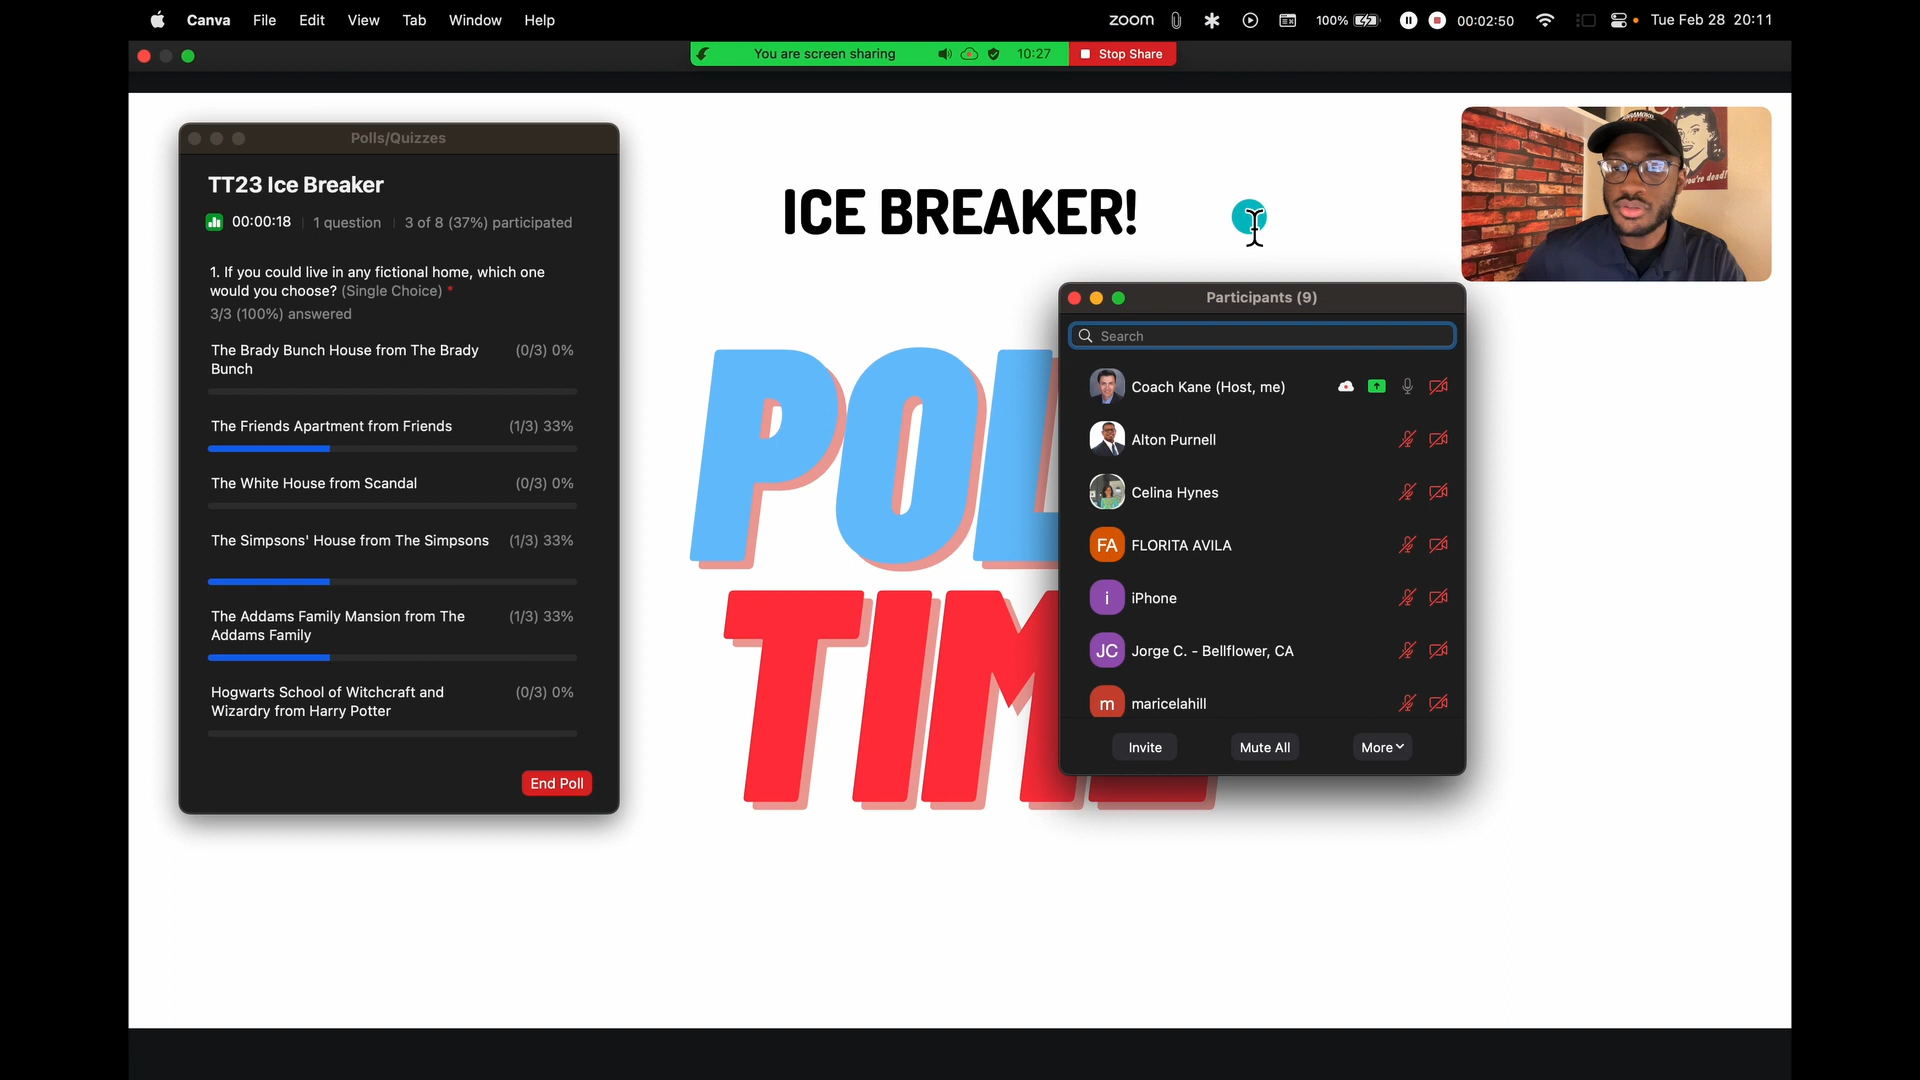 Canva File Edit View Tab Window Help
zoom 100% 00:02:50 Tue Feb 28 20:11
You are screen sharing 10:27 Stop Share
Polls/Quizzes
TT23 Ice Breaker
00:00:18 | 1 question | 3 of 8 (37%) participated
1. If you could live in any fictional home, which one
would you choose? (Single Choice) *
3/3 (100%) answered
The Brady Bunch House from The Brady (0/3) 0%
Bunch
The Friends Apartment from Friends (1/3) 33%
The White House from Scandal (0/3) 0%
The Simpsons' House from The Simpsons (1/3) 33%
The Addams Family Mansion from The (1/3) 33%
Addams Family
Hogwarts School of Witchcraft and (0/3) 0%
Wizardry from Harry Potter
End Poll
ICE BREAKER!
POL
TIME
you're dead!
Participants (9)
Search
Coach Kane (Host, me)
Alton Purnell
Celina Hynes
FA FLORITA AVILA
i iPhone
JC Jorge C. - Bellflower, CA
m maricelahill
Invite Mute All More